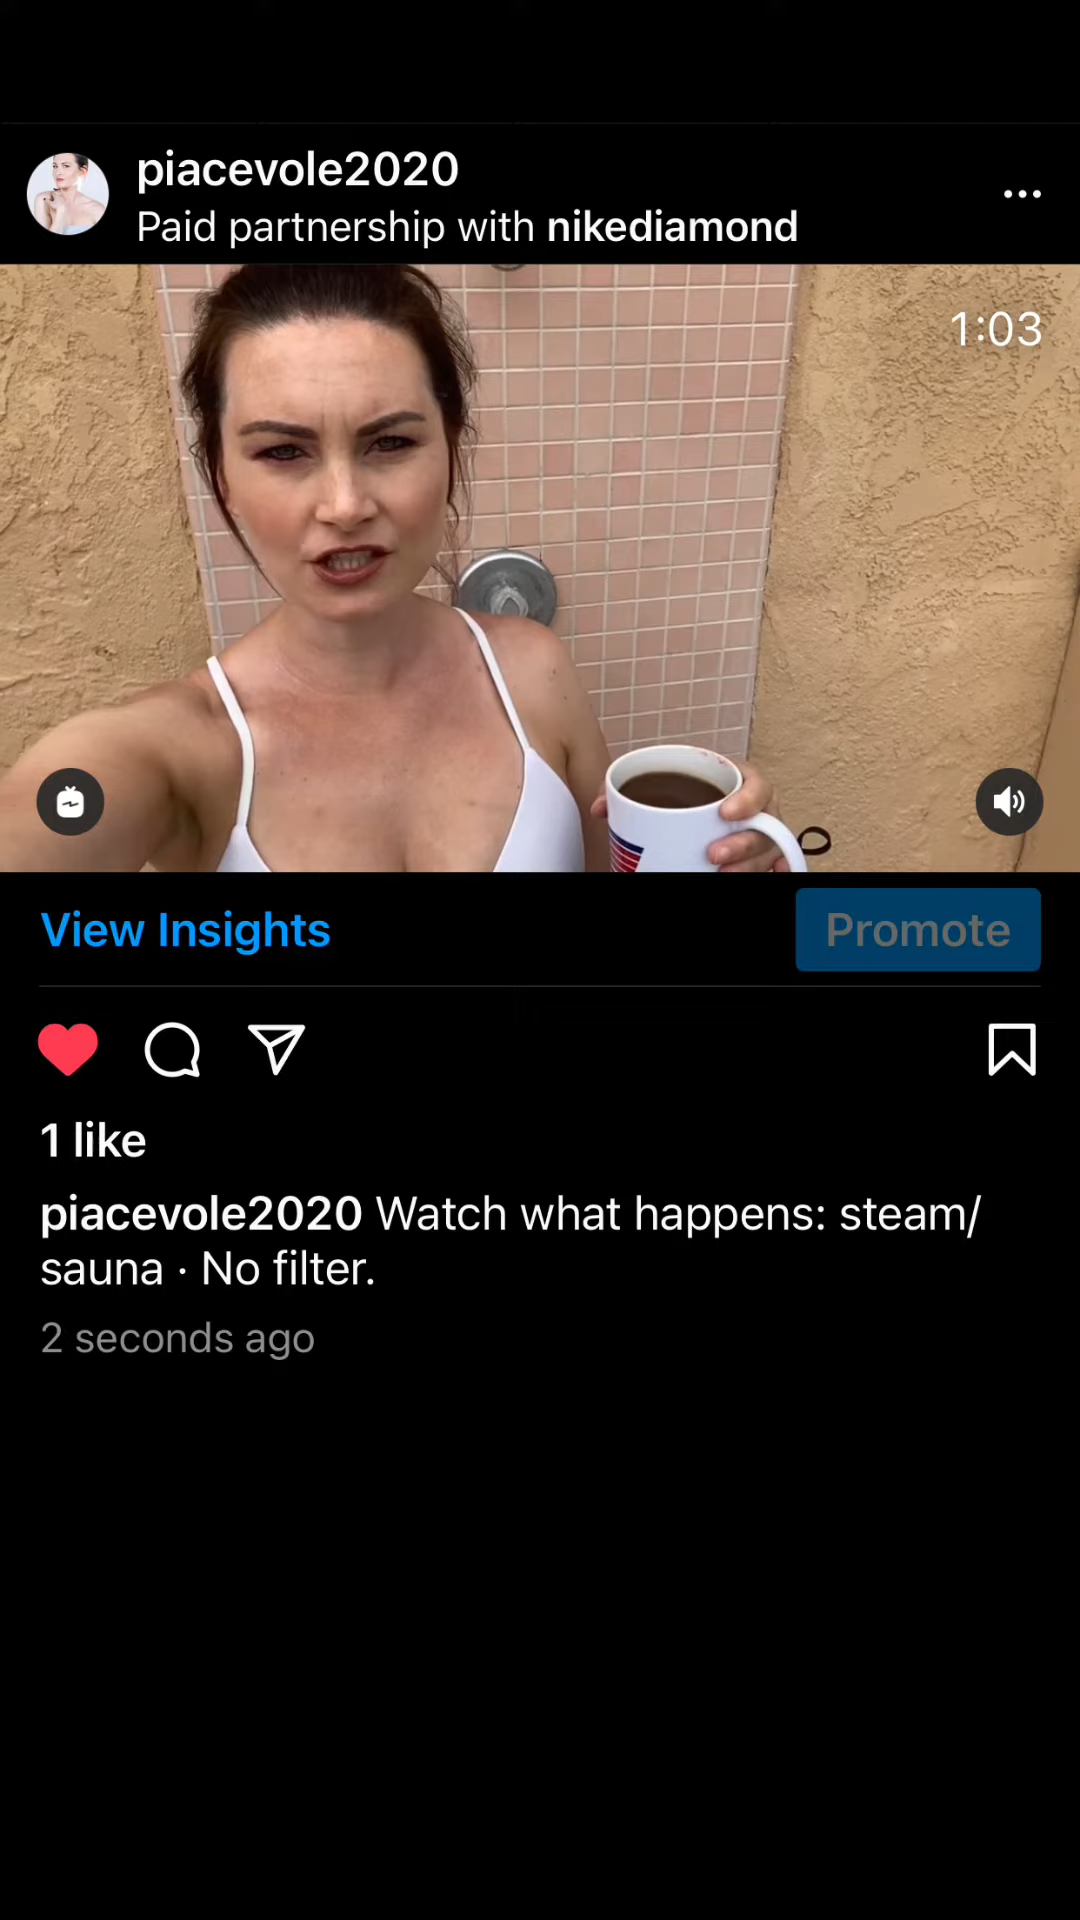 piacevole2020
Paid partnership with nikediamond
1:03
View Insights
Promote
1 like
piacevole2020 Watch what happens: steam/
sauna · No filter.
2 seconds ago